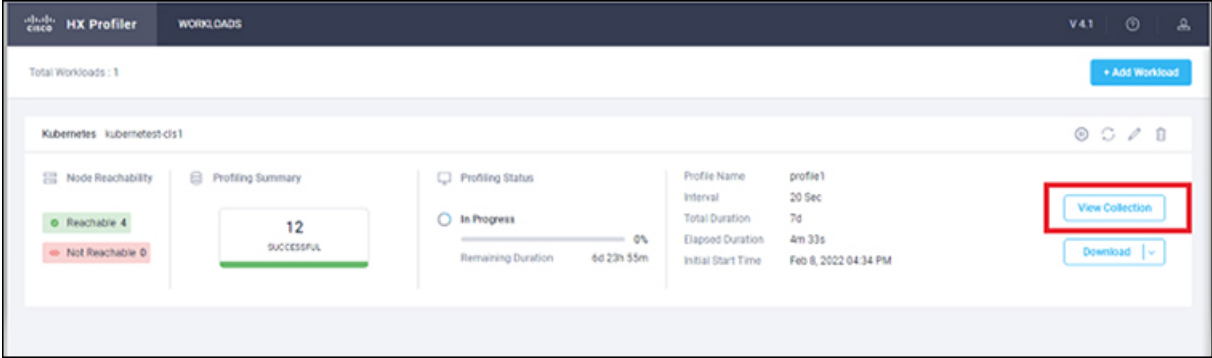 cisco HX Profiler WORKLOADS V 4.1
Total Workloads : 1 + Add Workload
Kubernetes kubernetest-cls1
Node Reachability Profiling Summary Profiling Status Profile Name profile1
Interval 20 Sec
Reachable 4 12 In Progress Total Duration 7d View Collection
SUCCESSFUL 0% Elapsed Duration 4m 33s
Not Reachable 0 Remaining Duration 6d 23h 55m Initial Start Time Feb 8, 2022 04:34 PM Download